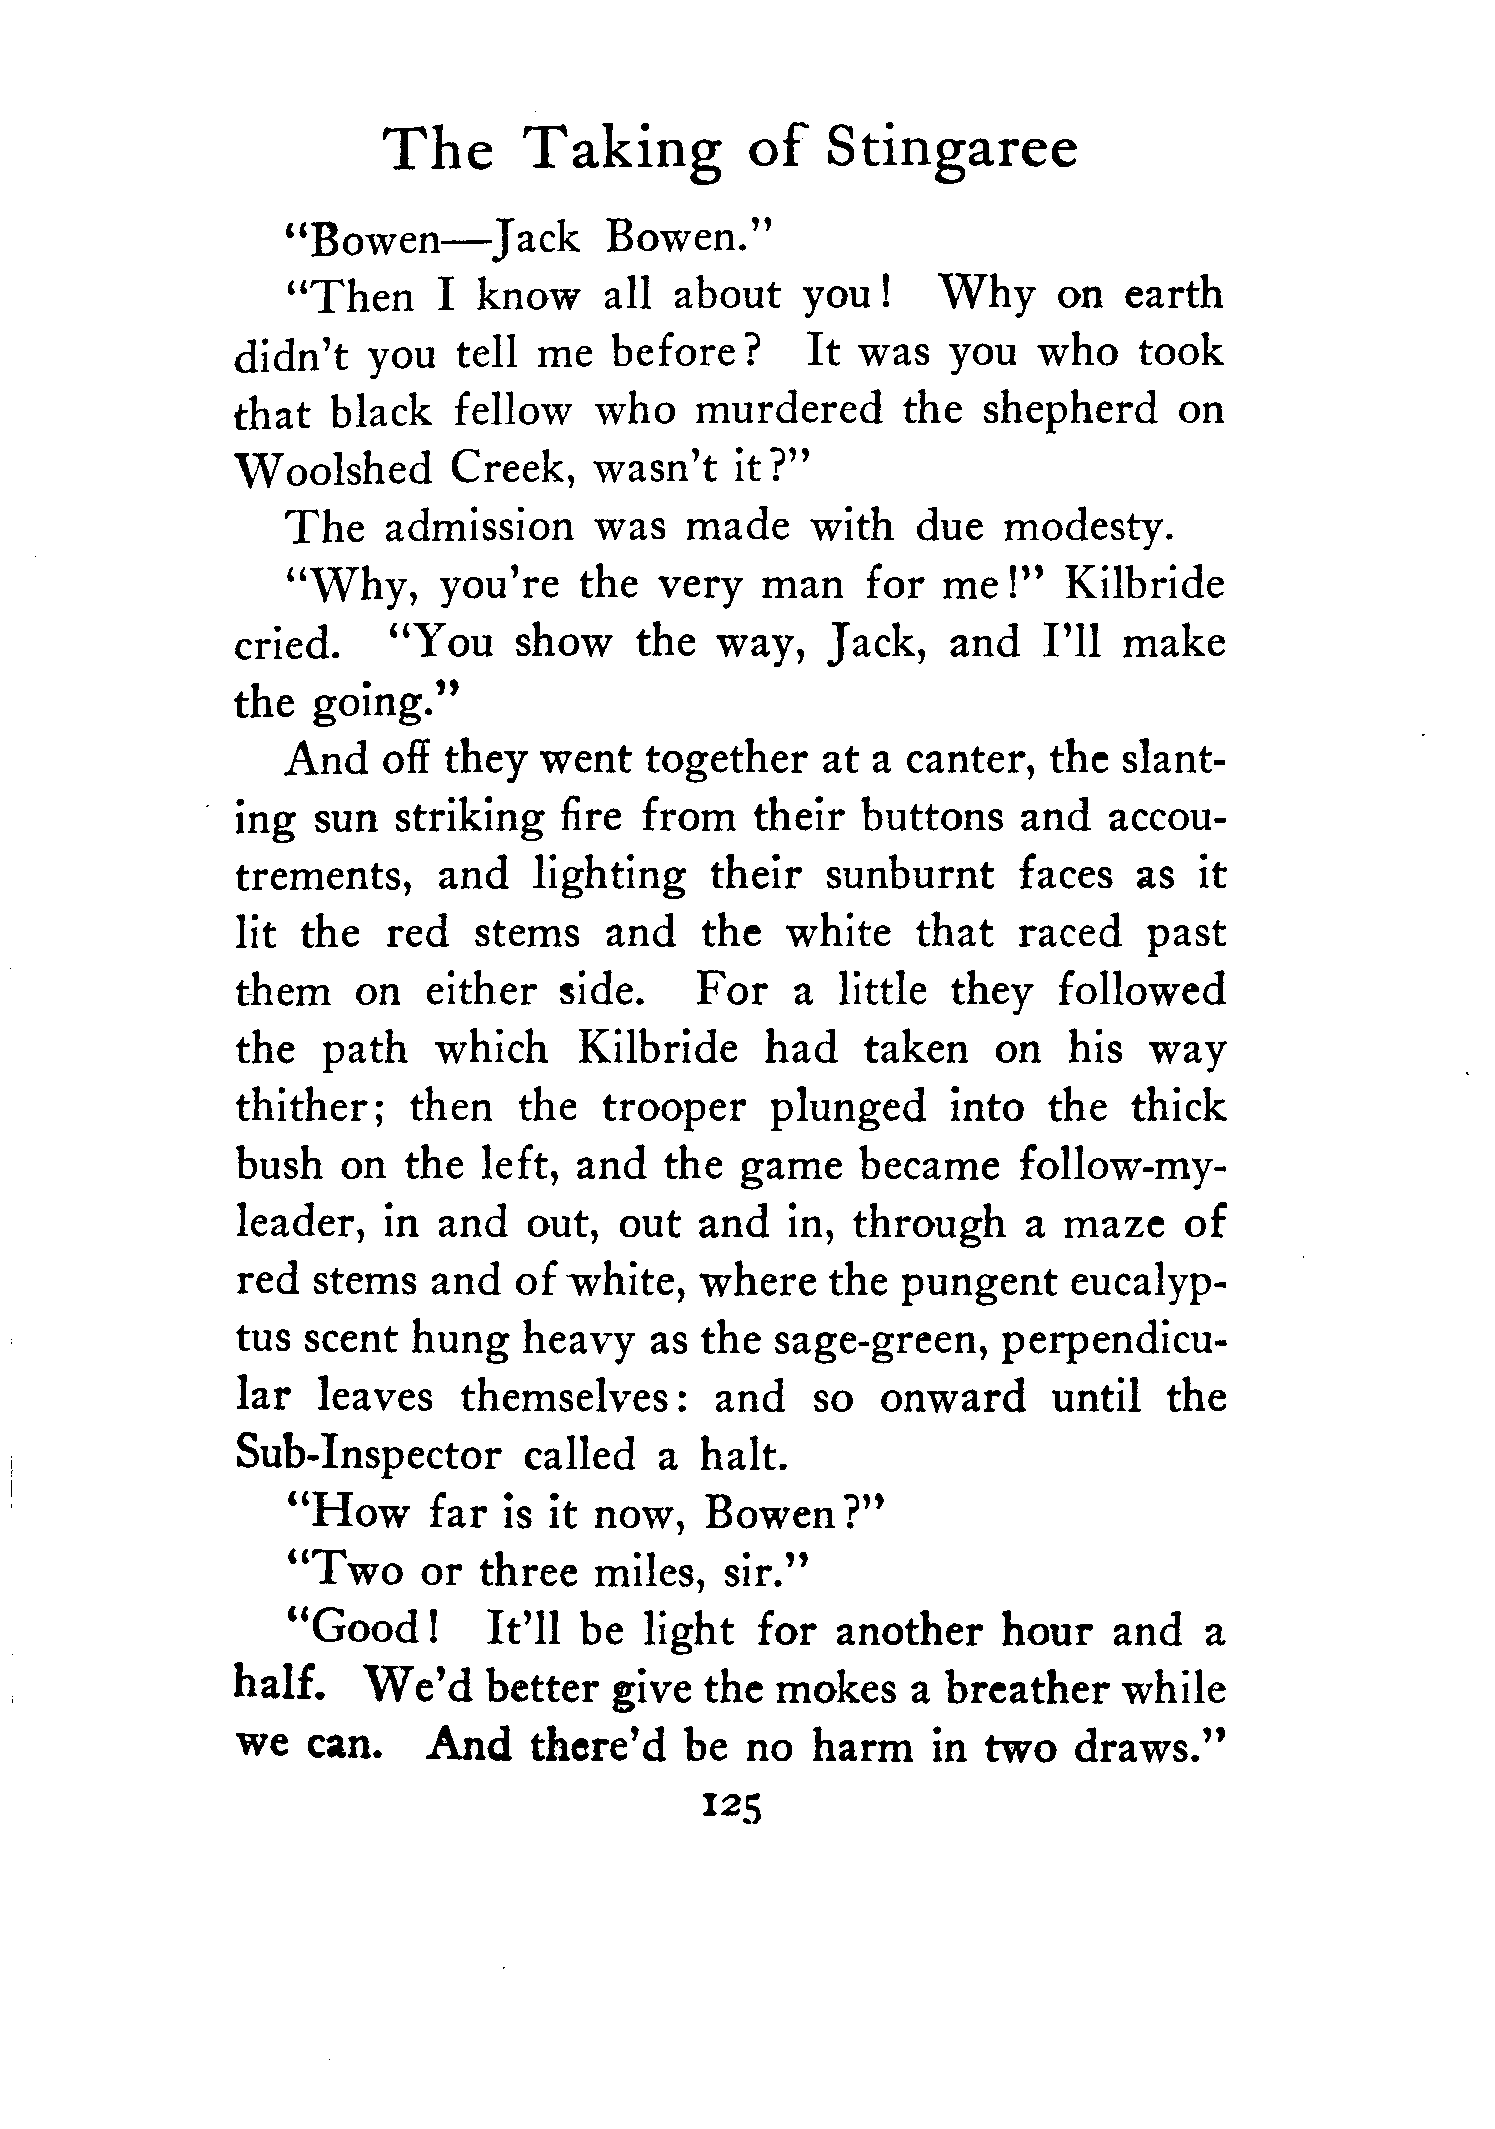 The Taking of Stingaree
"Bowen—Jack Bowen."
"Then I know all about you! Why on earth
didn't you tell me before? It was you who took
that black fellow who murdered the shepherd on
Woolshed Creek, wasn't it?"
The admission was made with due modesty.
"Why, you're the very man for me!" Kilbride
cried. "You show the way, Jack, and I'll make
the going."
And off they went together at a canter, the slant-
ing sun striking fire from their buttons and accou-
trements, and lighting their sunburnt faces as it
lit the red stems and the white that raced past
them on either side. For a little they followed
the path which Kilbride had taken on his way
thither; then the trooper plunged into the thick
bush on the left, and the game became follow-my-
leader, in and out, out and in, through a maze of
red stems and of white, where the pungent eucalyp-
tus scent hung heavy as the sage-green, perpendicu-
lar leaves themselves: and so onward until the
Sub-Inspector called a halt.
"How far is it now, Bowen?"
"Two or three miles, sir."
"Good! It'll be light for another hour and a
half. We'd better give the mokes a breather while
we can. And there'd be no harm in two draws."
125